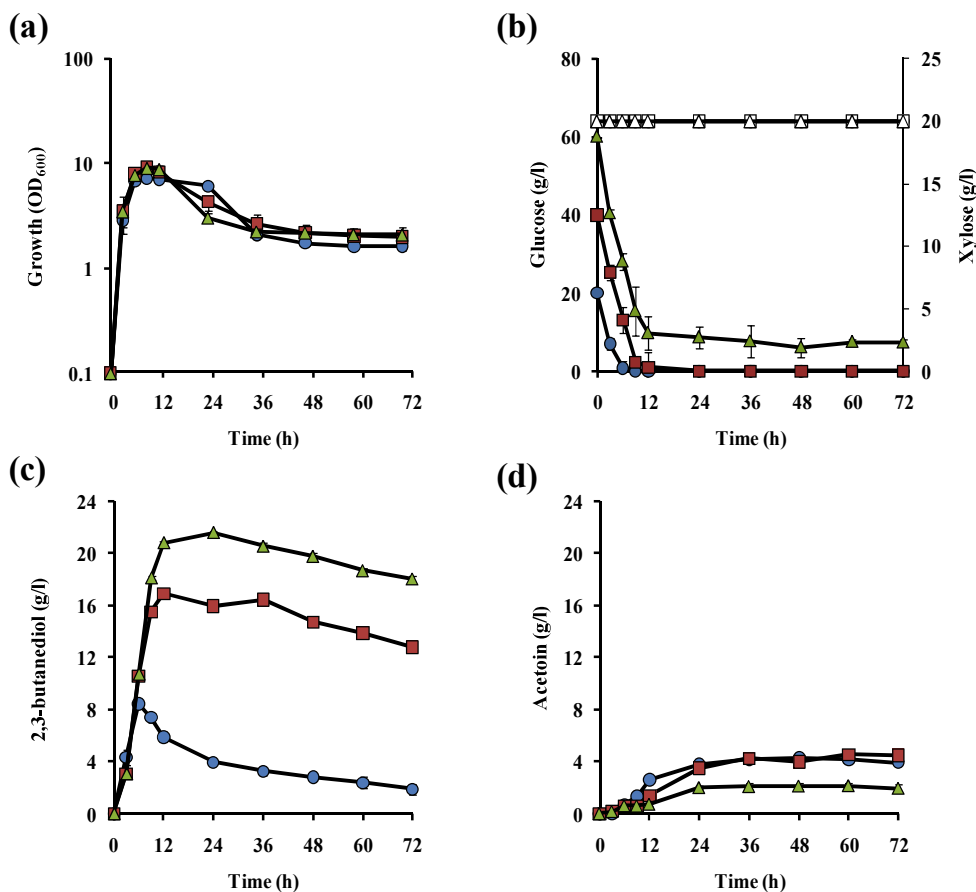 (a)
100
10
1
0.1
Growth (OD600)
0 12 24 36 48 60 72
Time (h)
(b)
80
60
40
20
0
Glucose (g/l)
25
20
15
10
5
0
Xylose (g/l)
0 12 24 36 48 60 72
Time (h)
(c)
24
20
16
12
8
4
0
2,3-butanediol (g/l)
0 12 24 36 48 60 72
Time (h)
(d)
24
20
16
12
8
4
0
Acetoin (g/l)
0 12 24 36 48 60 72
Time (h)